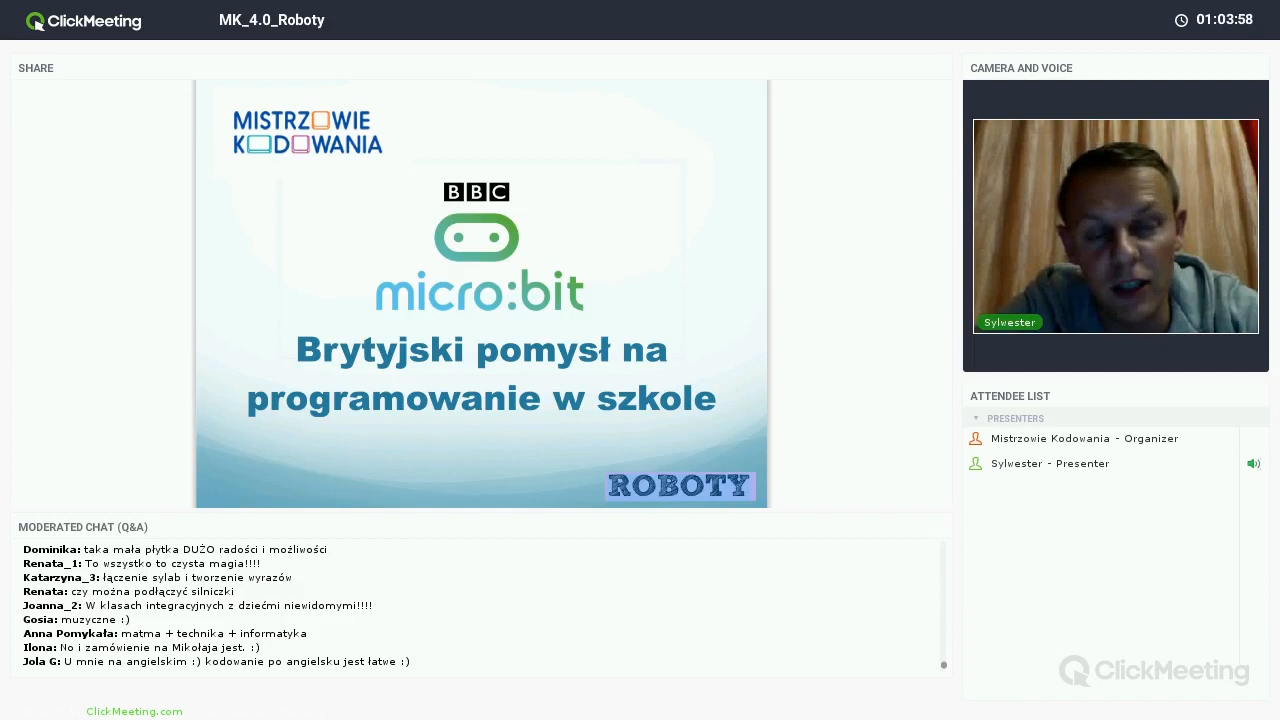 ClickMeeting
MK_4.0_Roboty
01:03:58
SHARE
MISTRZOWIE
KODOWANIA
BBC
micro:bit
Brytyjski pomysł na
programowanie w szkole
ROBOTY
CAMERA AND VOICE
Sylwester
ATTENDEE LIST
PRESENTERS
Mistrzowie Kodowania - Organizer
Sylwester - Presenter
MODERATED CHAT (Q&A)
Dominika: taka mała płytka DUŻO radości i możliwości
Renata_1: To wszystko to czysta magia!!!!
Katarzyna_3: łączenie sylab i tworzenie wyrazów
Renata: czy można podłączyć silniczki
Joanna_2: W klasach integracyjnych z dziećmi niewidomymi!!!!
Gosia: muzyczne :)
Anna Pomykała: matma + technika + informatyka
Ilona: No i zamówienie na Mikołaja jest. :)
Jola G: U mnie na angielskim :) kodowanie po angielsku jest łatwe :)
ClickMeeting
ClickMeeting.com